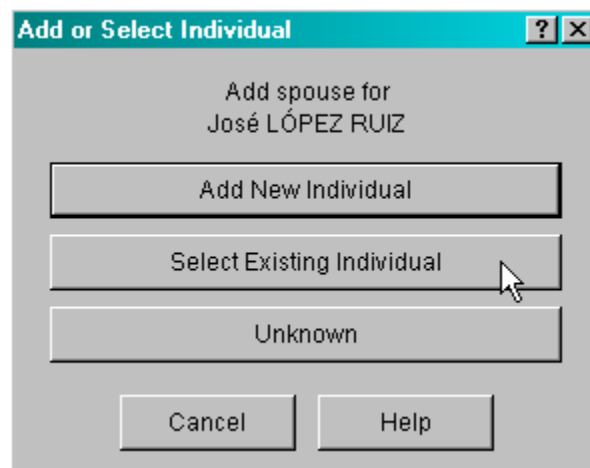 Add or Select Individual
Add spouse for
José LÓPEZ RUIZ
Add New Individual
Select Existing Individual
Unknown
Cancel Help